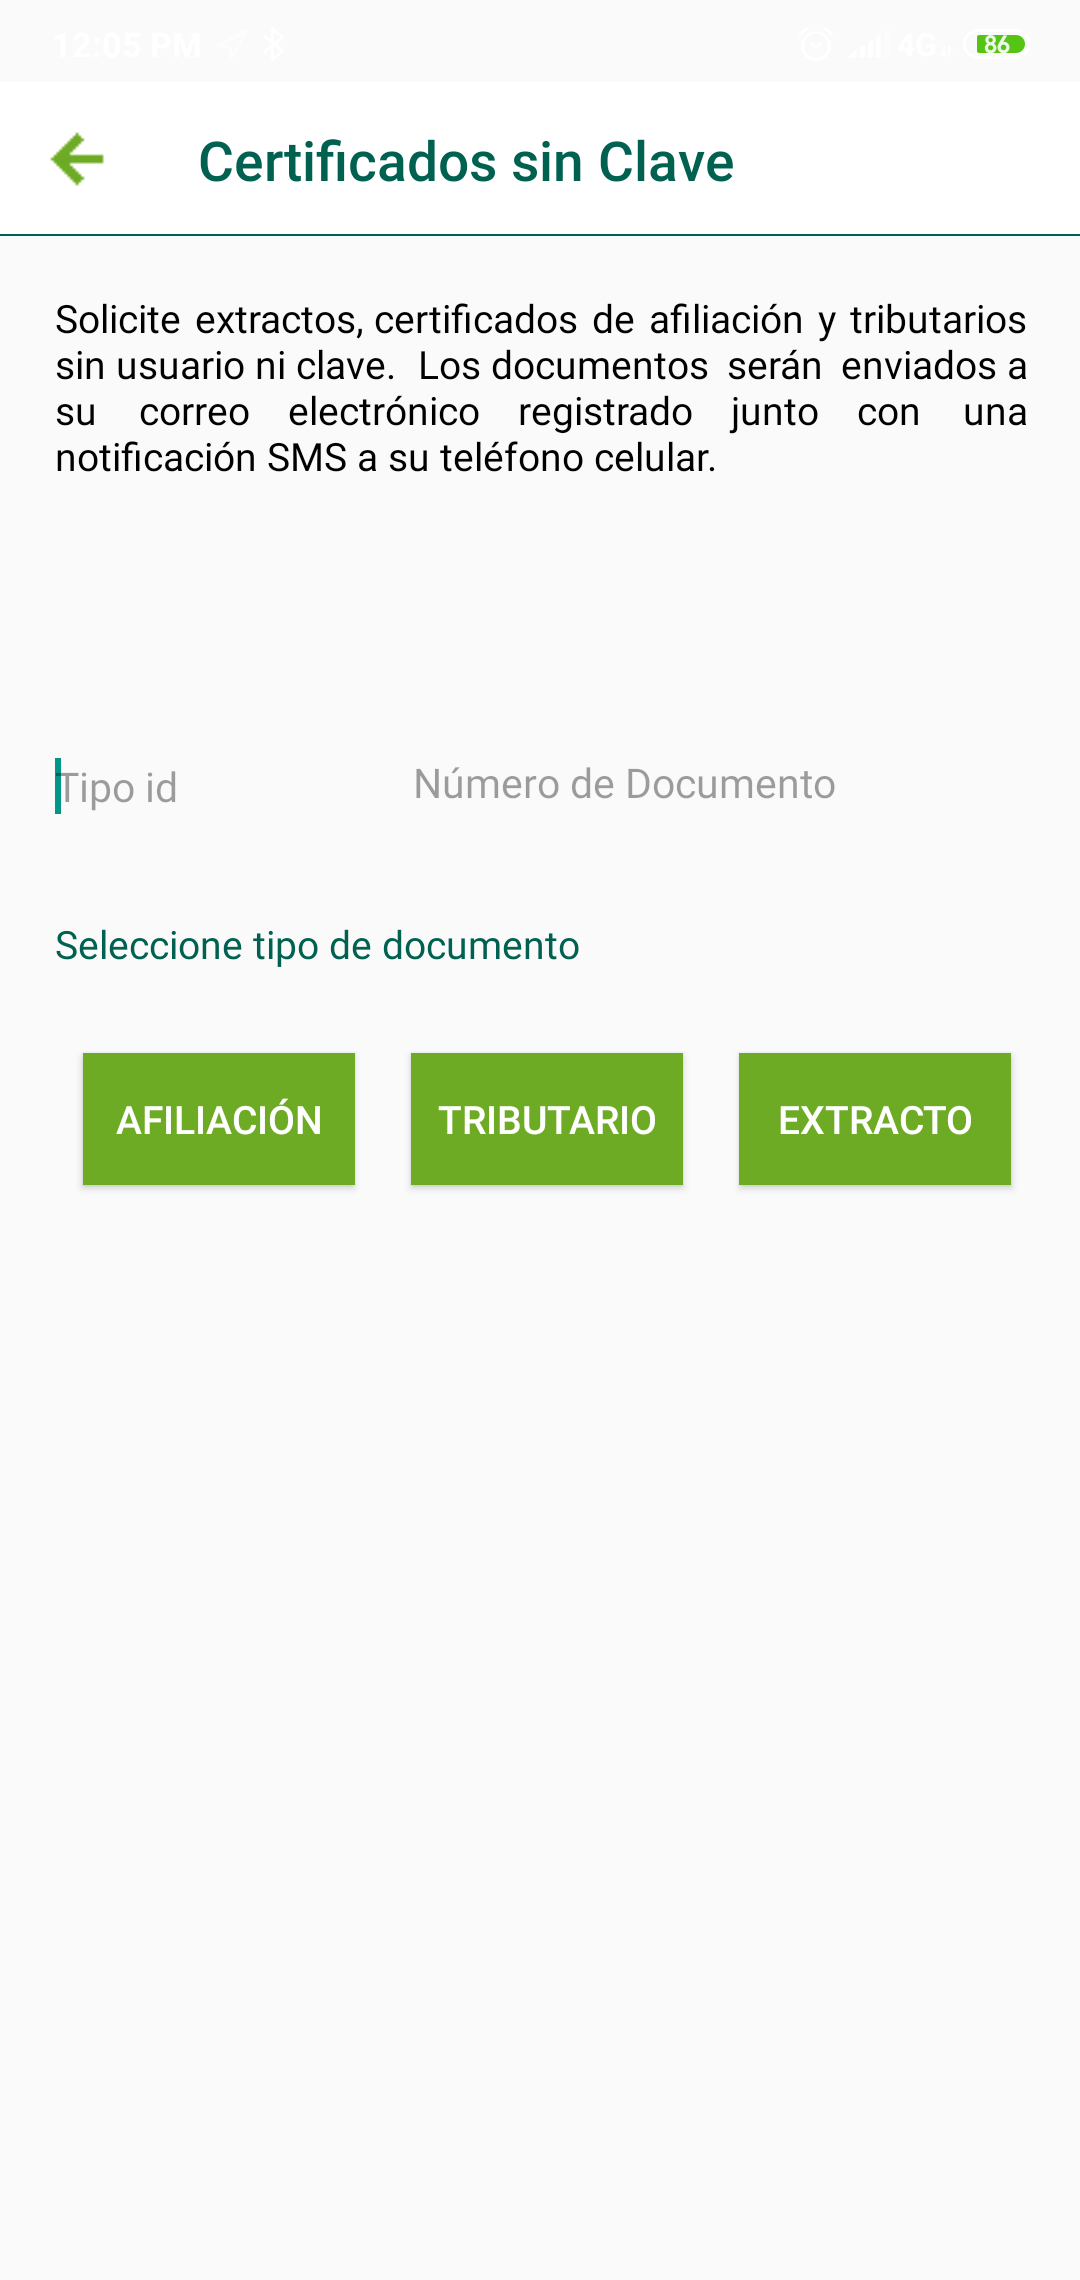 12:05 PM 4G 86
Certificados sin Clave
Solicite extractos, certificados de afiliación y tributarios
sin usuario ni clave. Los documentos serán enviados a
su correo electrónico registrado junto con una
notificación SMS a su teléfono celular.
Tipo id Número de Documento
Seleccione tipo de documento
AFILIACIÓN TRIBUTARIO EXTRACTO